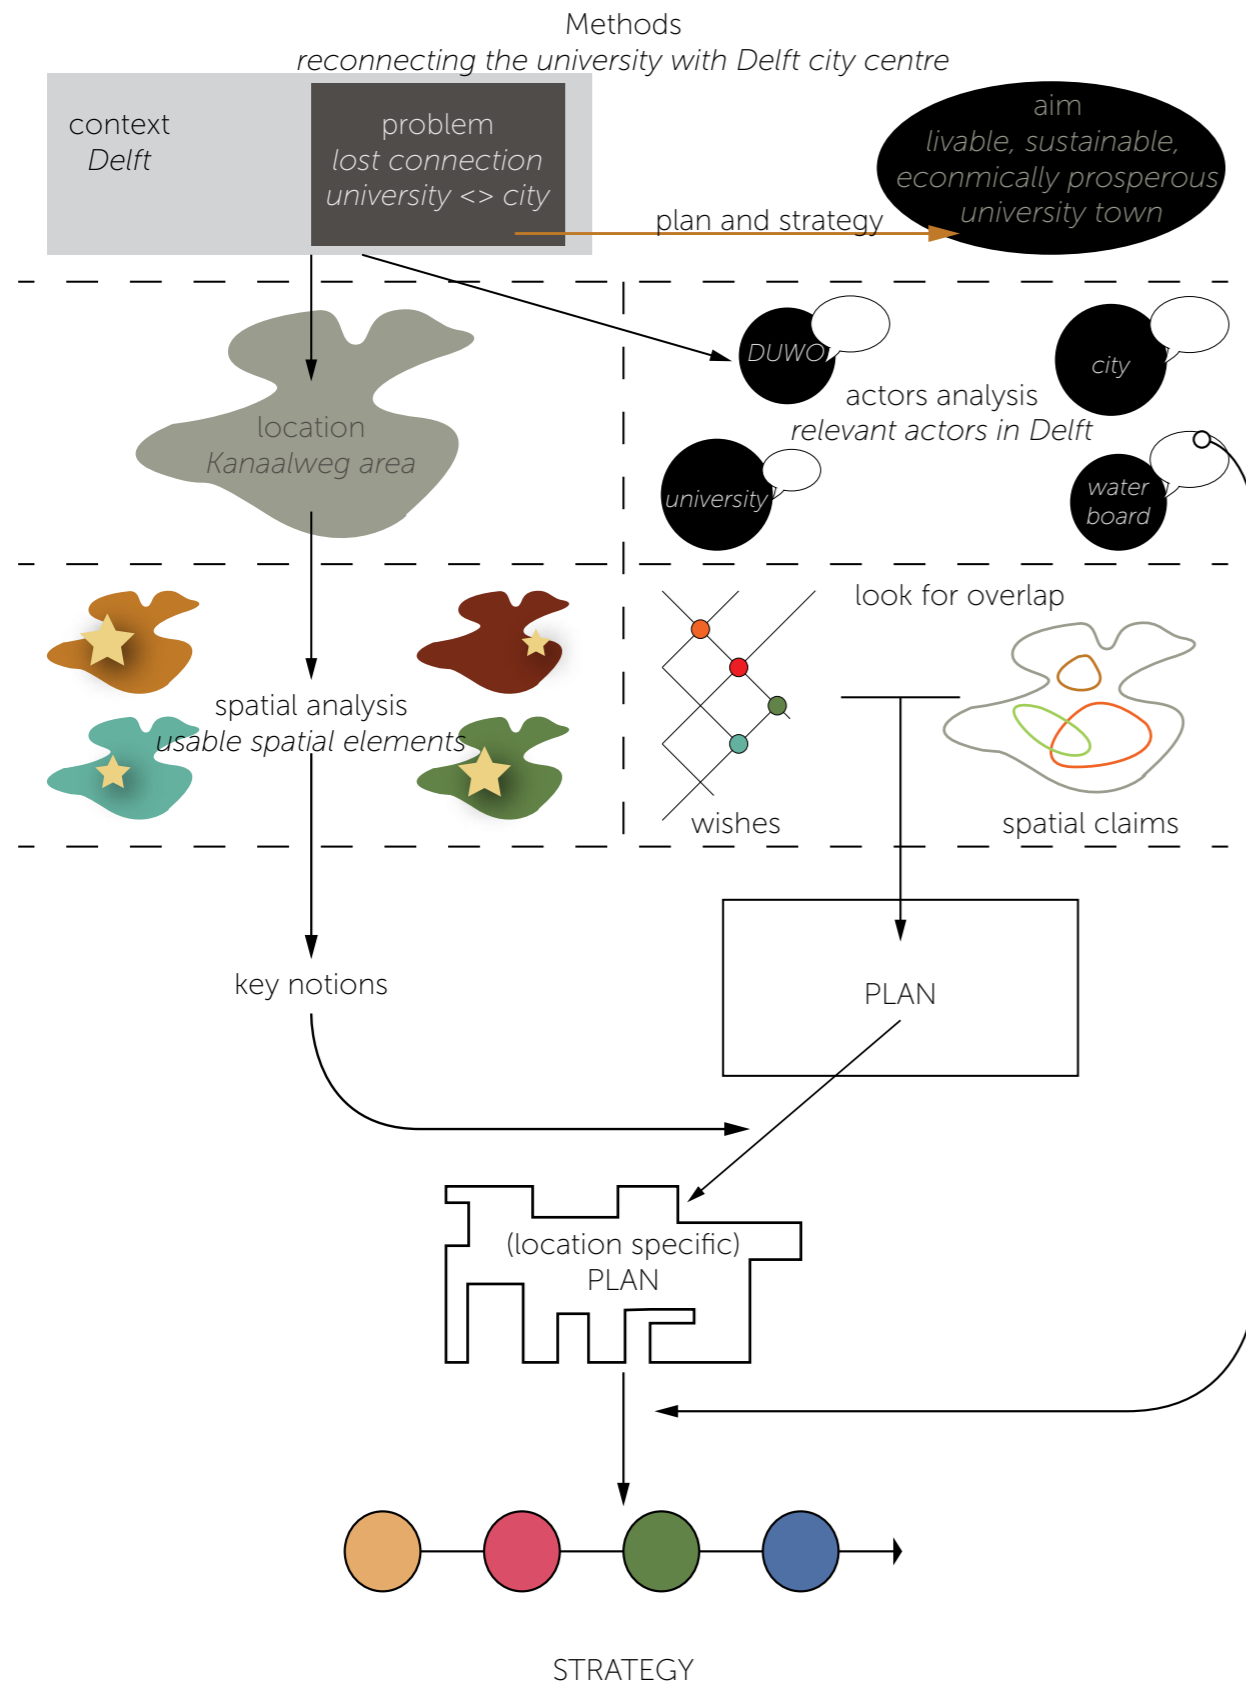 Methods
reconnecting the university with Delft city centre
context
Delft
problem
lost connection
university <> city
aim
livable, sustainable,
econmically prosperous
university town
plan and strategy
location
Kanaalweg area
DUWO
city
actors analysis
relevant actors in Delft
university
water
board
spatial analysis
usable spatial elements
look for overlap
wishes
spatial claims
key notions
PLAN
(location specific)
PLAN
STRATEGY